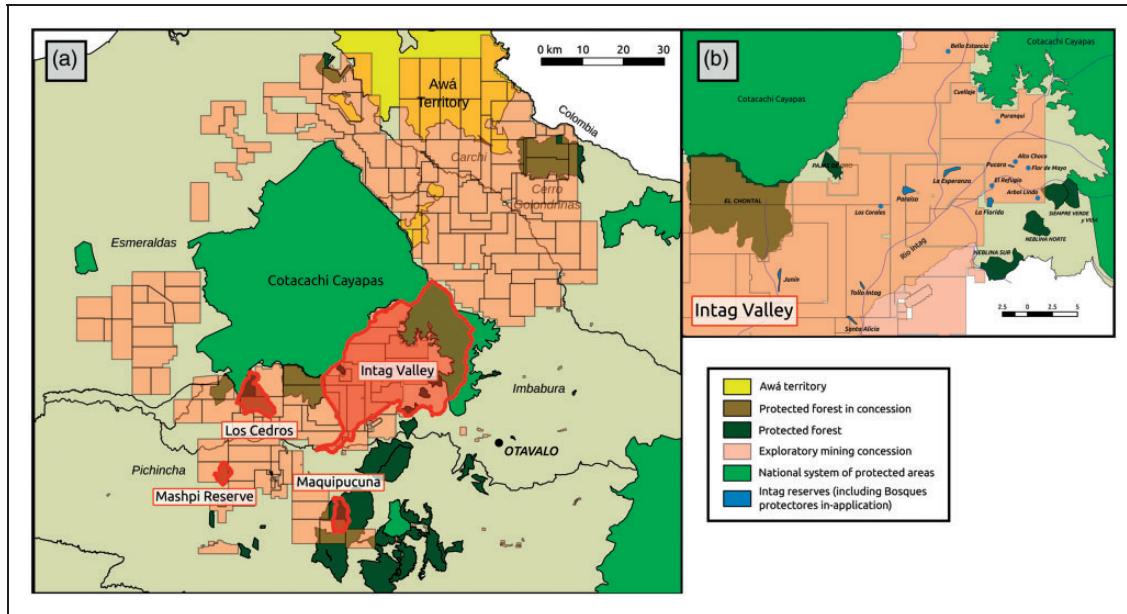 (a)
0 km 10 20 30
Awá
Territory
Colombia
Carchi
Cerro
Golondrinas
Esmeraldas
Cotacachi Cayapas
Intag Valley
Imbabura
Los Cedros
OTAVALO
Pichincha
Maquipucuna
Mashpi Reserve
(b)
Bella Estancia
Cotacachi Cayapas
Cotacachi Cayapas
Cuellaje
Puranqui
Alto Choco
Pucara
Flor de Mayo
La Esperanza
El Refugio
Paraiso
Arbol Lindo
EL CHONTAL
Los Corales
La Florida
SIEMPRE VERDE
y VIDA
NEBLINA NORTE
Rio Intag
NEBLINA SUR
Junin
Tollo Intag
Santa Alicia
2.5 0 2.5 5
Intag Valley
Awá territory
Protected forest in concession
Protected forest
Exploratory mining concession
National system of protected areas
Intag reserves (including Bosques
protectores in-application)